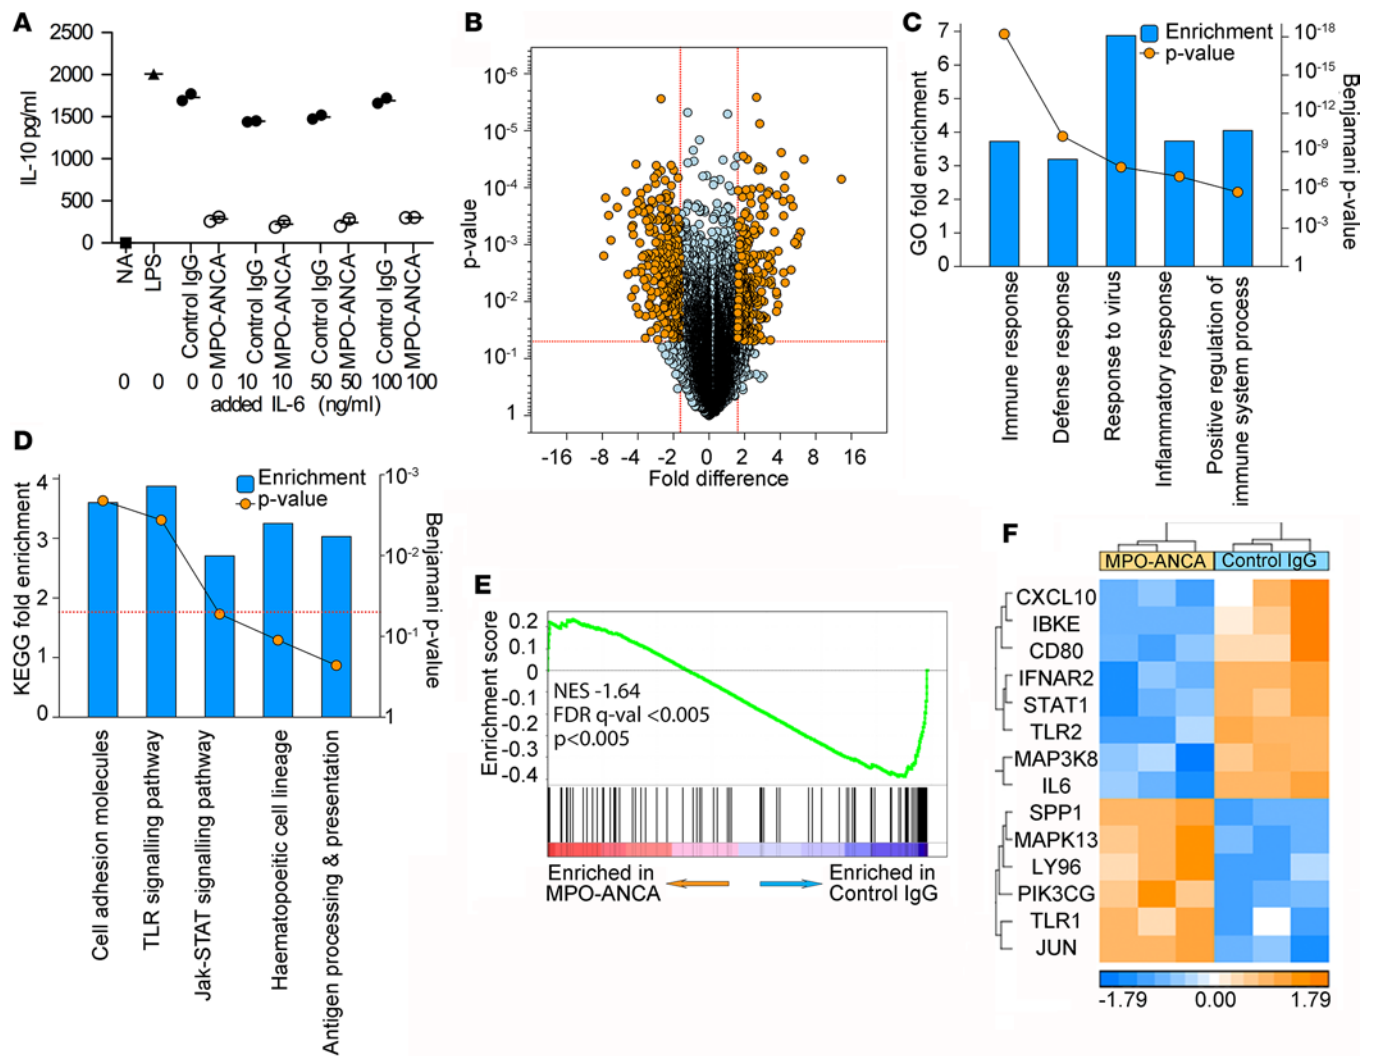 A
2500
2000
1500
1000
500
0
IL-10 pg/ml
NA
LPS
Control IgG
MPO-ANCA
Control IgG
MPO-ANCA
Control IgG
MPO-ANCA
Control IgG
MPO-ANCA
0 0 0 0 10 10 50 50 100 100
added IL-6 (ng/ml)
B
10-6
10-5
10-4
10-3
10-2
10-1
1
p-value
-16 -8 -4 -2 0 2 4 8 16
Fold difference
C
7
6
5
4
3
2
1
0
GO fold enrichment
Enrichment
p-value
10-18
10-15
10-12
10-9
10-6
10-3
1
Benjamani p-value
Immune response
Defense response
Response to virus
Inflammatory response
Positive regulation of
immune system process
D
4
3
2
1
0
KEGG fold enrichment
Enrichment
p-value
10-3
10-2
10-1
1
Benjamani p-value
Cell adhesion molecules
TLR signalling pathway
Jak-STAT signalling pathway
Haematopoeitic cell lineage
Antigen processing & presentation
E
0.2
0.1
0
-0.1
-0.2
-0.3
-0.4
Enrichment score
NES -1.64
FDR q-val <0.005
p<0.005
Enriched in
MPO-ANCA
Enriched in
Control IgG
F
MPO-ANCA Control IgG
CXCL10
IBKE
CD80
IFNAR2
STAT1
TLR2
MAP3K8
IL6
SPP1
MAPK13
LY96
PIK3CG
TLR1
JUN
-1.79 0.00 1.79